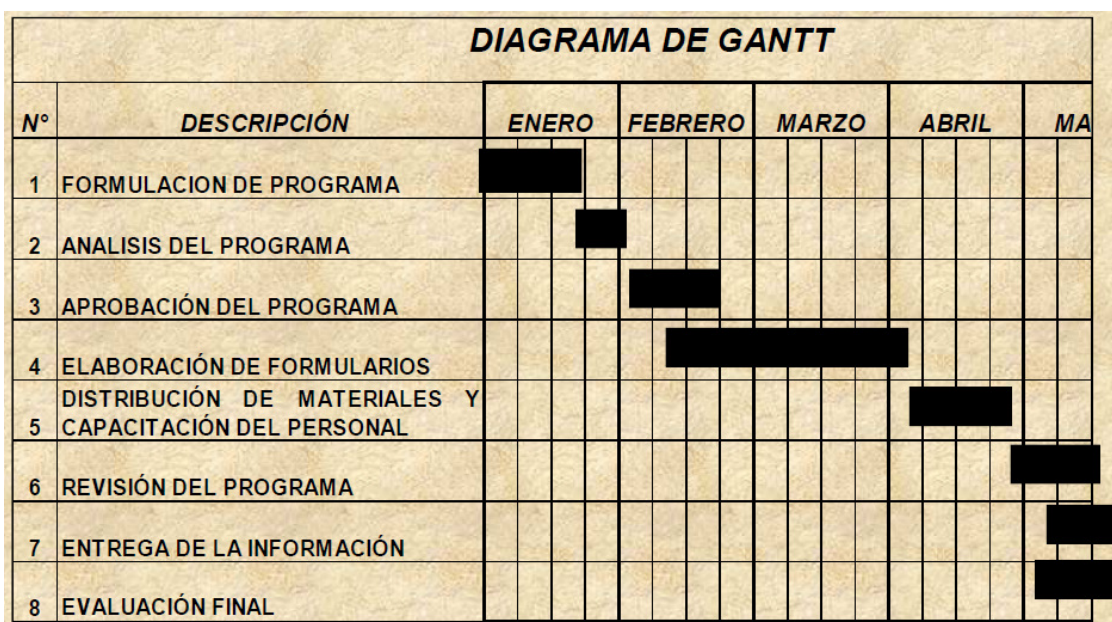 DIAGRAMA DE GANTT
N° DESCRIPCIÓN ENERO FEBRERO MARZO ABRIL MA
1 FORMULACION DE PROGRAMA
2 ANALISIS DEL PROGRAMA
3 APROBACIÓN DEL PROGRAMA
4 ELABORACIÓN DE FORMULARIOS
DISTRIBUCIÓN DE MATERIALES Y
5 CAPACITACIÓN DEL PERSONAL
6 REVISIÓN DEL PROGRAMA
7 ENTREGA DE LA INFORMACIÓN
8 EVALUACIÓN FINAL